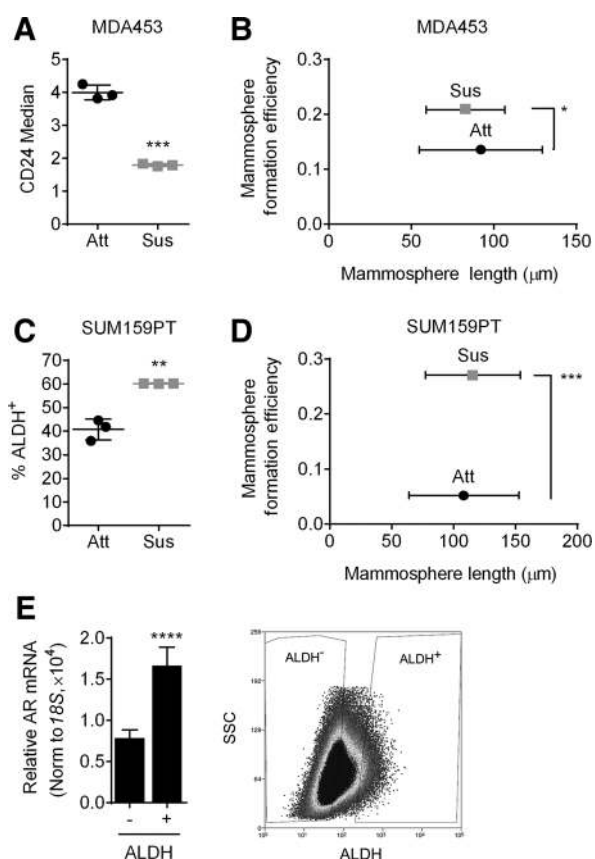 A
MDA453
CD24 Median
5
4
3
2
1
0
***
Att
Sus
B
MDA453
Mammosphere
formation efficiency
0.3
0.2
0.1
0.0
Sus
Att
*
0
50
100
150
Mammosphere length (μm)
C
SUM159PT
% ALDH+
70
60
50
40
30
20
10
0
**
Att
Sus
D
SUM159PT
Mammosphere
formation efficiency
0.3
0.2
0.1
0.0
Sus
Att
***
0
50
100
150
200
Mammosphere length (μm)
E
Relative AR mRNA
(Norm to 18S, ×10⁴)
2.0
1.5
1.0
0.5
0.0
****
- +
ALDH
ALDH-
ALDH+
SSC
192
64
ALDH